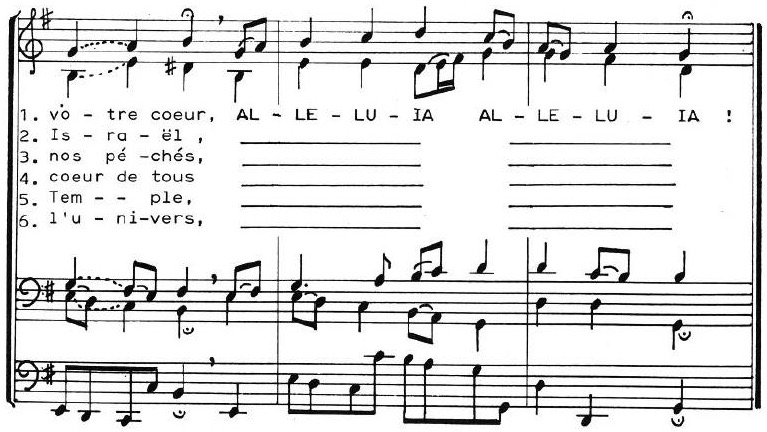 1. vo - tre coeur, AL - LE - LU - IA AL - LE - LU - IA !
2. Is - ra - ël ,
3. nos pé -chés,
4. coeur de tous
5. Tem - - ple,
6. l'u - ni-vers,